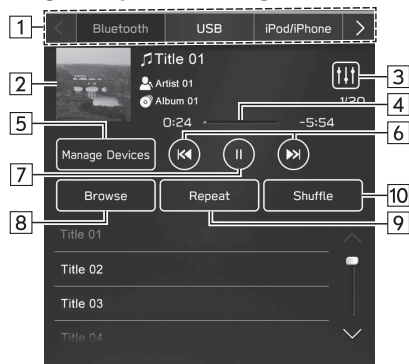 1
Bluetooth USB iPod/iPhone
2
Title 01
Artist 01
Album 01
3
1/20
4
0:24 -5:54
5
6
Manage Devices
7
Browse Repeat Shuffle
8
9
10
Title 01
Title 02
Title 03
Title 04